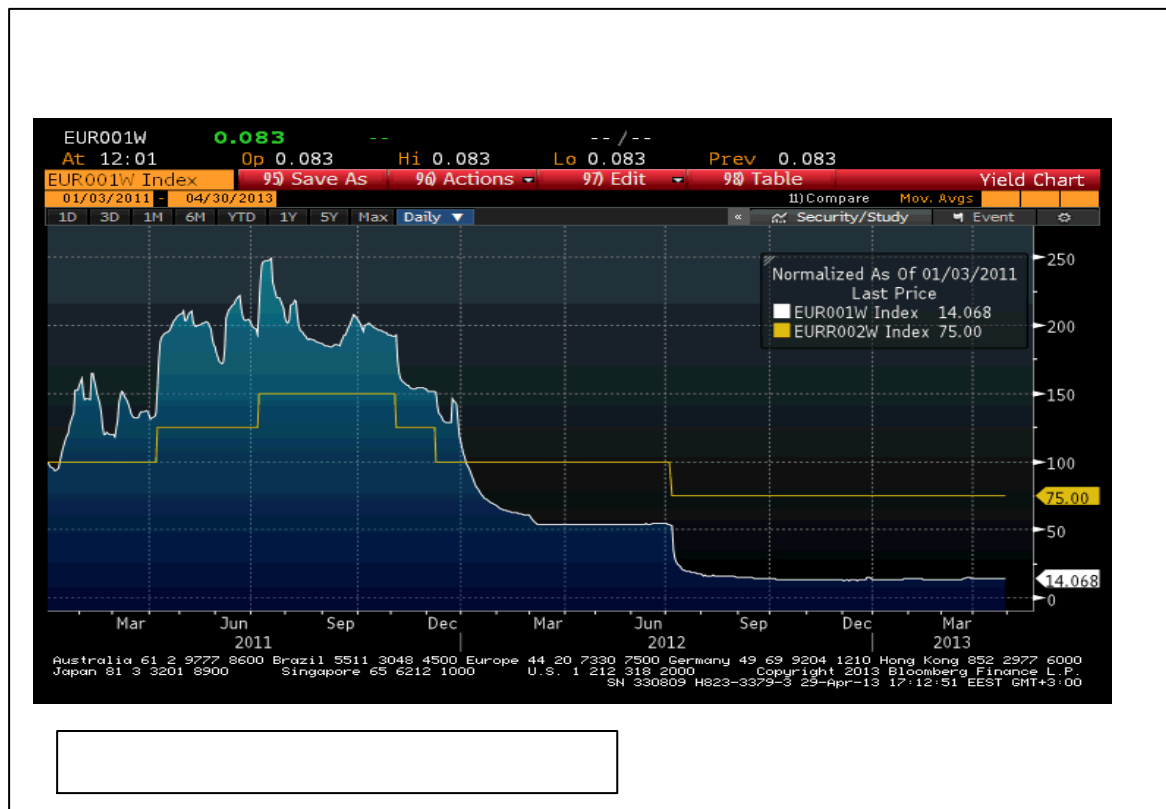 EUR001W 0.083 -- -- / --
At 12:01 Op 0.083 Hi 0.083 Lo 0.083 Prev 0.083
EUR001W Index 95) Save As 96) Actions 97) Edit 98) Table Yield Chart
01/03/2011 - 04/30/2013 11) Compare Mov. Avgs
1D 3D 1M 6M YTD 1Y 5Y Max Daily ▼ « Security/Study Event
Normalized As Of 01/03/2011
Last Price
EUR001W Index 14.068
EURR002W Index 75.00
250
200
150
100
75.00
50
14.068
0
Mar Jun Sep Dec Mar Jun Sep Dec Mar
2011 2012 2013
Australia 61 2 9777 8600 Brazil 5511 3048 4500 Europe 44 20 7330 7500 Germany 49 69 9204 1210 Hong Kong 852 2977 6000
Japan 81 3 3201 8900 Singapore 65 6212 1000 U.S. 1 212 318 2000 Copyright 2013 Bloomberg Finance L.P.
SN 330809 H823-3379-3 29-Apr-13 17:12:51 EEST GMT+3:00